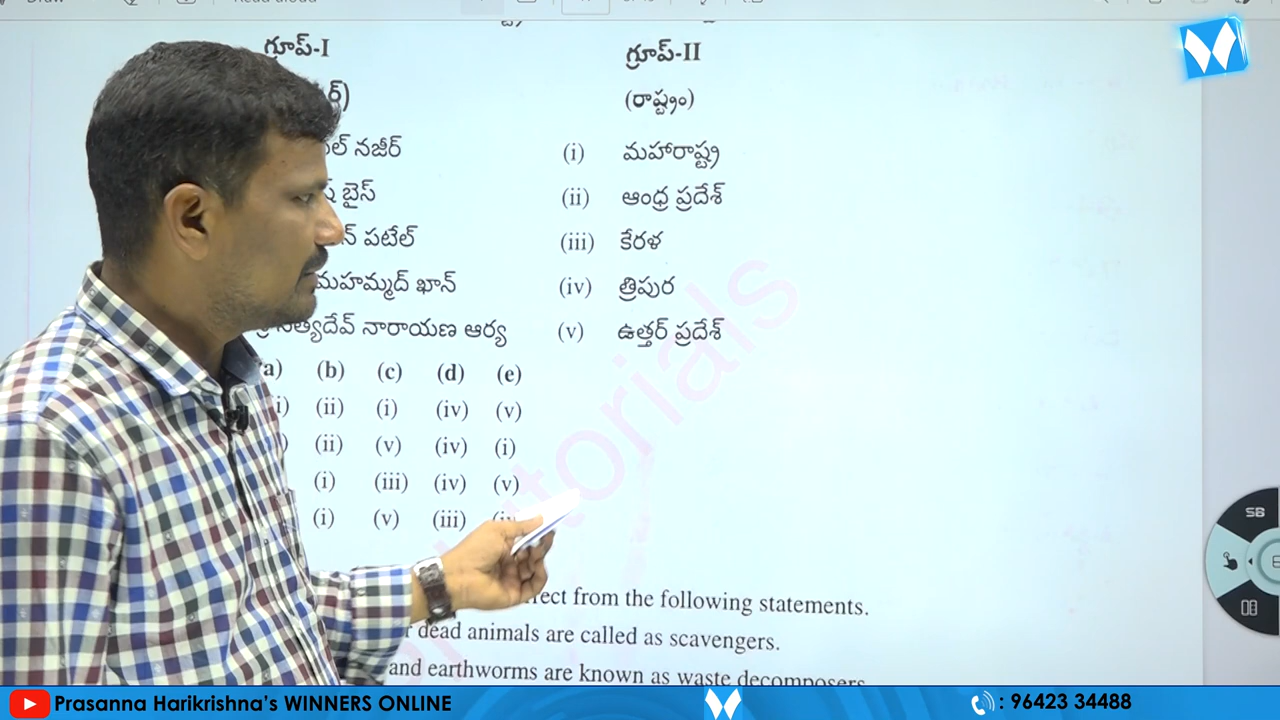 Read aloud
గ్రూప్-I గ్రూప్-II
(రాష్ట్రం)
నజీర్ (i) మహారాష్ట్ర
బైస్ (ii) ఆంధ్ర ప్రదేశ్
పటేల్ (iii) కేరళ
మహమ్మద్ ఖాన్ (iv) త్రిపుర
సత్యదేవ్ నారాయణ ఆర్య (v) ఉత్తర్ ప్రదేశ్
(b) (c) (d) (e)
(ii) (i) (iv) (v)
(ii) (v) (iv) (i)
(i) (iii) (iv) (v)
(i) (v) (iii)
from the following statements.
dead animals are called as scavengers.
and earthworms are known as waste decomposers
Prasanna Harikrishna's WINNERS ONLINE : 96423 34488